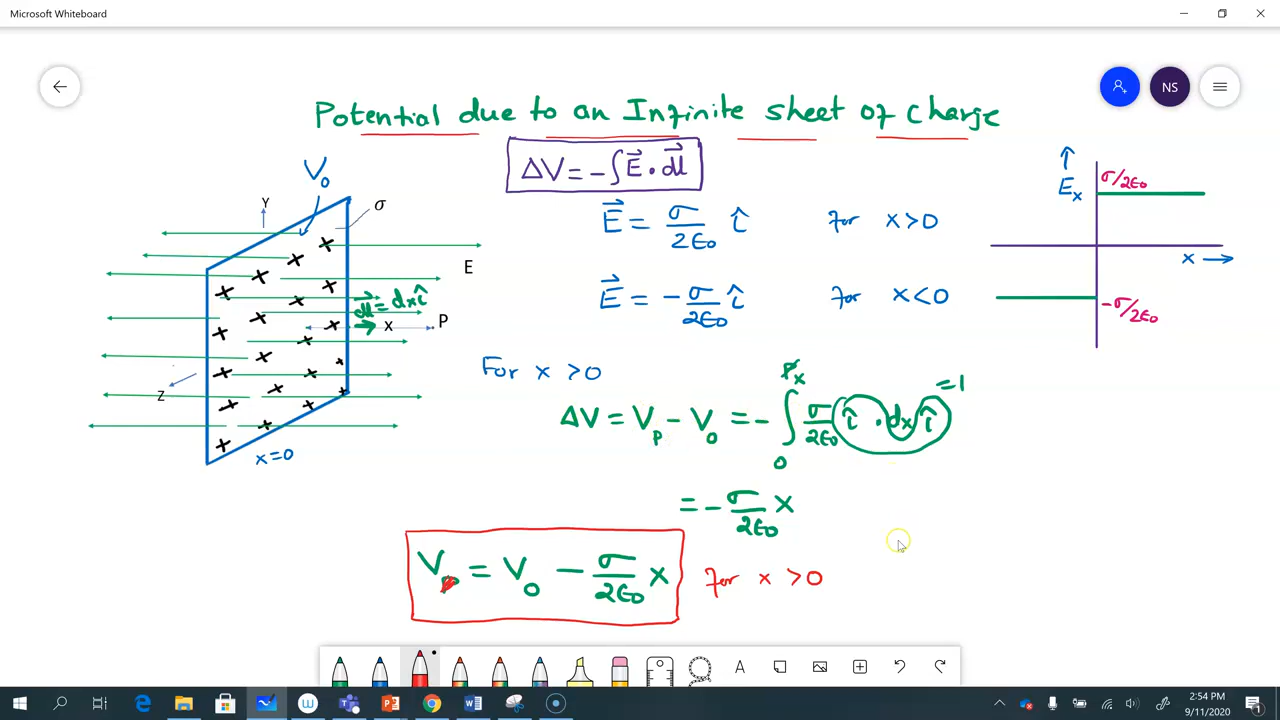 Microsoft Whiteboard
NS
Potential due to an Infinite sheet of charge
V₀
ΔV = -∫E⃗ • dl⃗
Y
σ
E
dl⃗ = dx î
x
P
Z
x=0
E⃗ = σ/2ε₀ î for x>0
E⃗ = -σ/2ε₀ î for x<0
Eₓ
σ/2ε₀
x →
-σ/2ε₀
For x >0
ΔV = Vₚ - V₀ = -∫₀ˣ σ/2ε₀ î • dx î =1
= -σ/2ε₀ x
V = V₀ - σ/2ε₀ x for x >0
A
2:54 PM
9/11/2020